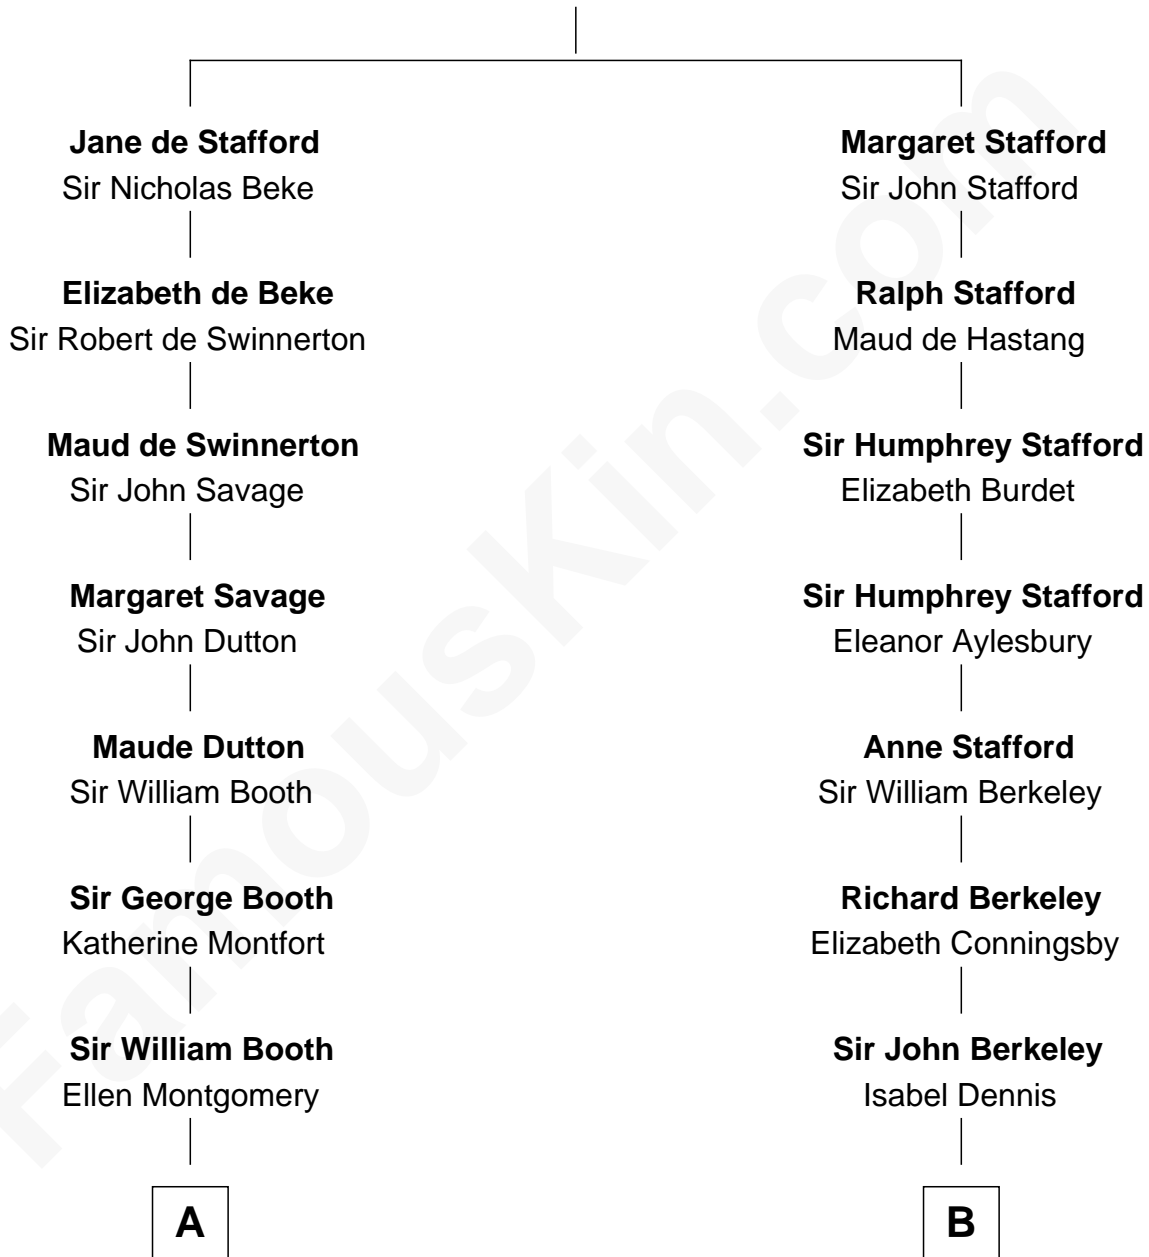 Jane de Stafford
Sir Nicholas Beke
Elizabeth de Beke
Sir Robert de Swinnerton
Maud de Swinnerton
Sir John Savage
Margaret Savage
Sir John Dutton
Maude Dutton
Sir William Booth
Sir George Booth
Katherine Montfort
Sir William Booth
Ellen Montgomery
A
Margaret Stafford
Sir John Stafford
Ralph Stafford
Maud de Hastang
Sir Humphrey Stafford
Elizabeth Burdet
Sir Humphrey Stafford
Eleanor Aylesbury
Anne Stafford
Sir William Berkeley
Richard Berkeley
Elizabeth Conningsby
Sir John Berkeley
Isabel Dennis
B
FamousKin.com